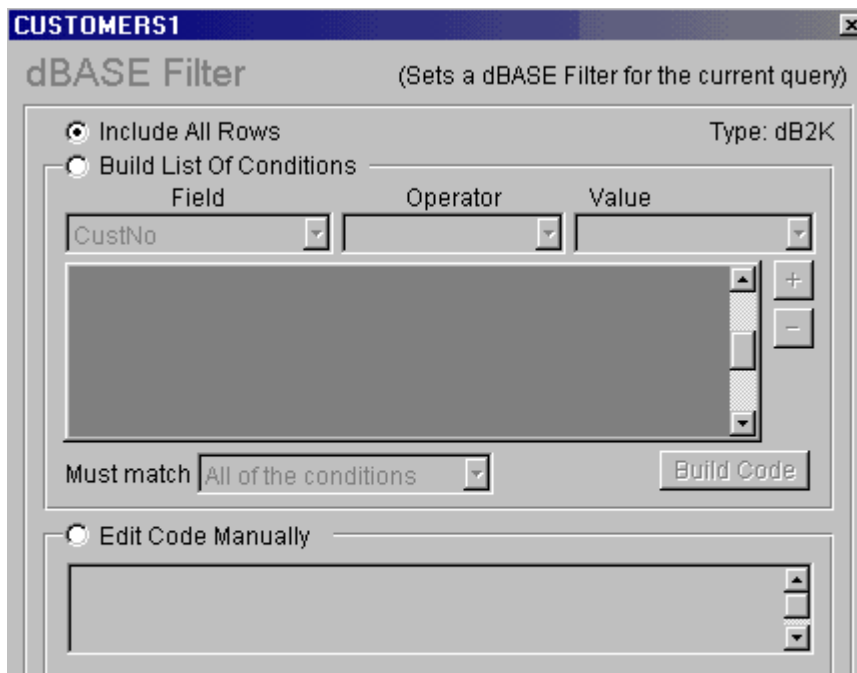 CUSTOMERS1
dBASE Filter (Sets a dBASE Filter for the current query)
Include All Rows Type: dB2K
Build List Of Conditions
Field Operator Value
CustNo
+
-
Must match All of the conditions Build Code
Edit Code Manually